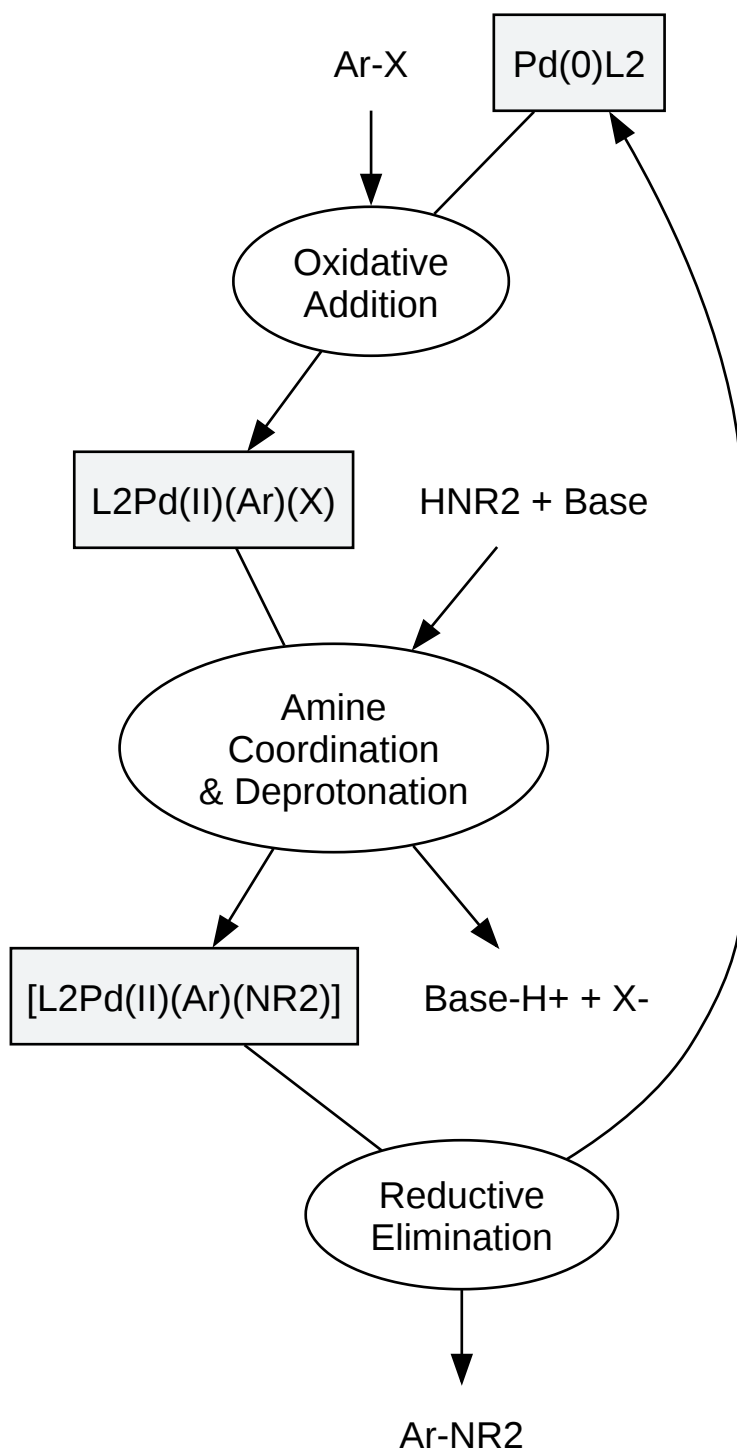 Ar-X
Pd(0)L2
Oxidative
Addition
L2Pd(II)(Ar)(X)
HNR2 + Base
Amine
Coordination
& Deprotonation
[L2Pd(II)(Ar)(NR2)]
Base-H+ + X-
Reductive
Elimination
Ar-NR2